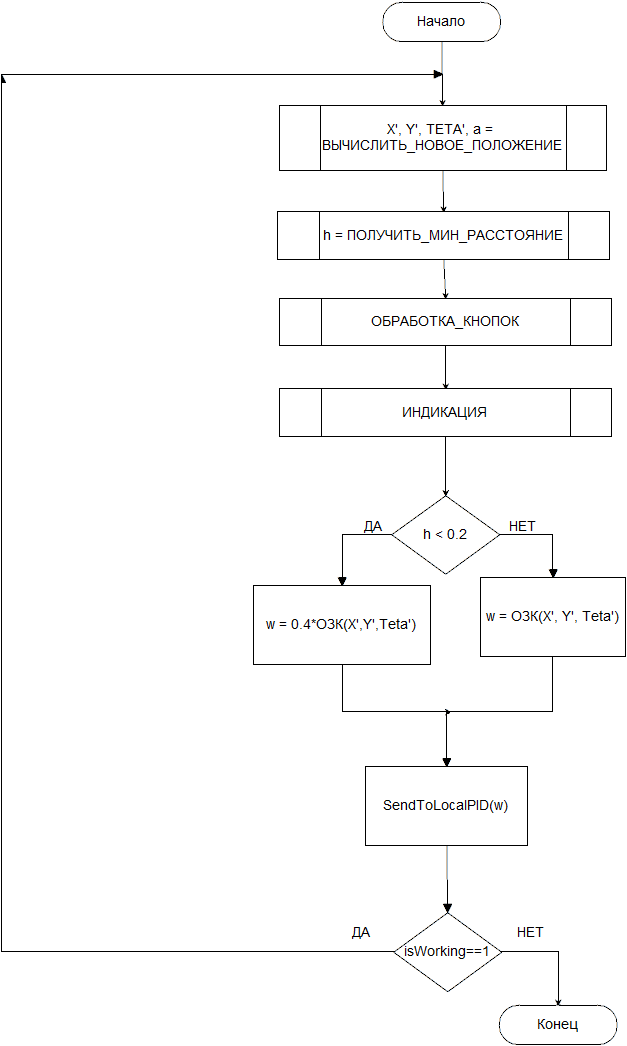 Начало
X', Y', TETA', a =
ВЫЧИСЛИТЬ_НОВОЕ_ПОЛОЖЕНИЕ
h = ПОЛУЧИТЬ_МИН_РАССТОЯНИЕ
ОБРАБОТКА_КНОПОК
ИНДИКАЦИЯ
ДА
h < 0.2
НЕТ
w = 0.4*ОЗК(X',Y',Teta')
w = ОЗК(X', Y', Teta')
SendToLocalPID(w)
ДА
isWorking==1
НЕТ
Конец